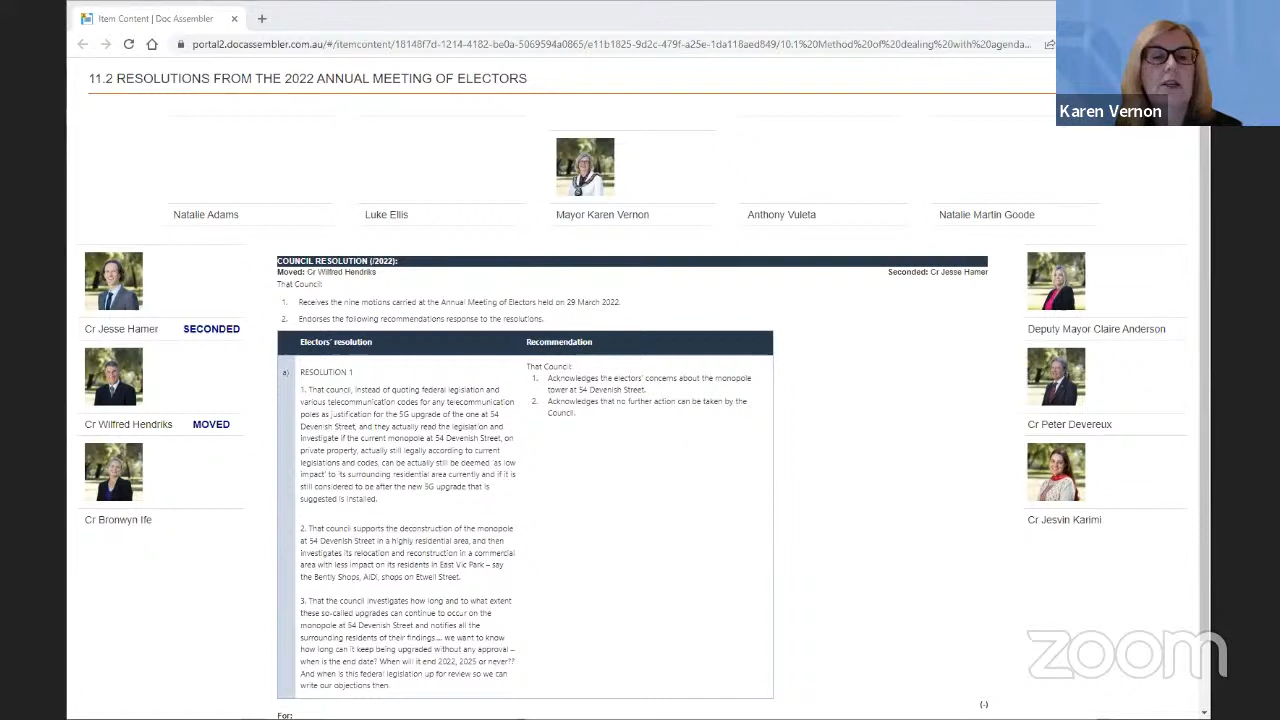 Item Content | Doc Assembler
portal2.docassembler.com.au/#/itemcontent/18148f7d-1214-4182-be0a-5069594a0865/e11b1825-9d2c-479f-a25e-1da118aed849/10.1%20Method%20of%20dealing%20with%20agenda...
Karen Vernon
11.2 RESOLUTIONS FROM THE 2022 ANNUAL MEETING OF ELECTORS
Natalie Adams
Luke Ellis
Mayor Karen Vernon
Anthony Vuleta
Natalie Martin Goode
Cr Jesse Hamer SECONDED
Cr Wilfred Hendriks MOVED
Cr Bronwyn Ife
COUNCIL RESOLUTION (/2022):
Moved: Cr Wilfred Hendriks
Seconded: Cr Jesse Hamer
That Council:
1. Receives the nine motions carried at the Annual Meeting of Electors held on 29 March 2022.
2. Endorses the following recommendations response to the resolutions.
Electors' resolution
Recommendation
a) RESOLUTION 1
1. That council, instead of quoting federal legislation and
various telecommunication codes for any telecommunication
poles as justification for the 5G upgrade of the one at 54
Devenish Street, and they actually read the legislation and
investigate if the current monopole at 54 Devenish Street, on
private property, actually still legally according to current
legislations and codes, can be actually still be deemed 'as low
impact' to its surrounding residential area currently and if it is
still considered to be after the new 5G upgrade that is
suggested is installed.
2. That council supports the deconstruction of the monopole
at 54 Devenish Street in a highly residential area, and then
investigates its relocation and reconstruction in a commercial
area with less impact on its residents in East Vic Park – say
the Bently Shops, AIDI, shops on Etwell Street.
3. That the council investigates how long and to what extent
these so-called upgrades can continue to occur on the
monopole at 54 Devenish Street and notifies all the
surrounding residents of their findings.... we want to know
how long can it keep being upgraded without any approval –
when is the end date? When will it end 2022, 2025 or never??
And when is this federal legislation up for review so we can
write our objections then.
That Council:
1. Acknowledges the electors' concerns about the monopole
tower at 54 Devenish Street.
2. Acknowledges that no further action can be taken by the
Council.
(-)
For:
Deputy Mayor Claire Anderson
Cr Peter Devereux
Cr Jesvin Karimi
zoom